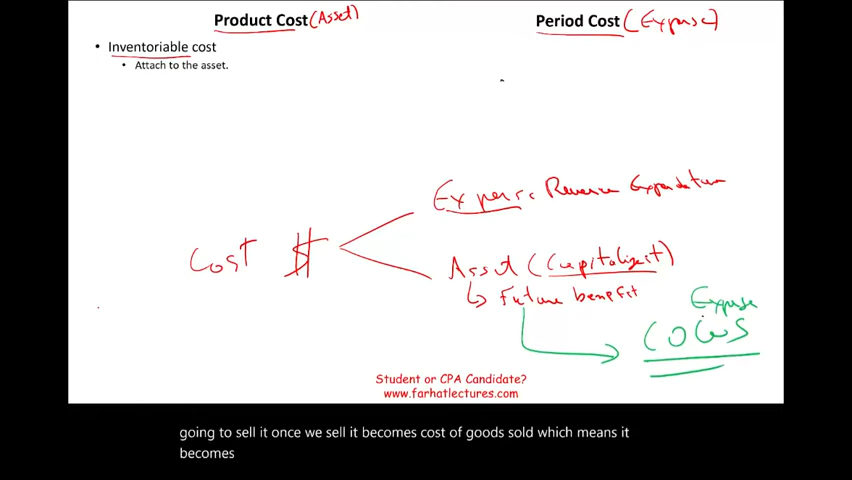 Product Cost (Asset)
Period Cost (Expense)
• Inventoriable cost
• Attach to the asset.
Expense: Revenue Expenditure
Cost $
Asset (Capitalized)
Future benefit
Expense
COGS
Student or CPA Candidate?
www.farhatlectures.com
going to sell it once we sell it becomes cost of goods sold which means it
becomes